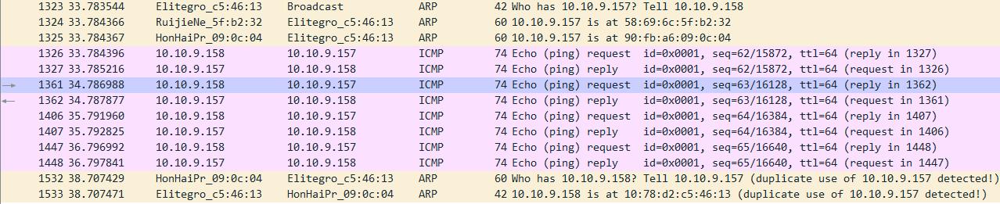 1323 33.783544 Elitegro_c5:46:13 Broadcast ARP 42 Who has 10.10.9.157? Tell 10.10.9.158
1324 33.784366 RuijieNe_5f:b2:32 Elitegro_c5:46:13 ARP 60 10.10.9.157 is at 58:69:6c:5f:b2:32
1325 33.784367 HonHaiPr_09:0c:04 Elitegro_c5:46:13 ARP 60 10.10.9.157 is at 90:fb:a6:09:0c:04
1326 33.784396 10.10.9.158 10.10.9.157 ICMP 74 Echo (ping) request id=0x0001, seq=62/15872, ttl=64 (reply in 1327)
1327 33.785216 10.10.9.157 10.10.9.158 ICMP 74 Echo (ping) reply id=0x0001, seq=62/15872, ttl=64 (request in 1326)
1361 34.786988 10.10.9.158 10.10.9.157 ICMP 74 Echo (ping) request id=0x0001, seq=63/16128, ttl=64 (reply in 1362)
1362 34.787877 10.10.9.157 10.10.9.158 ICMP 74 Echo (ping) reply id=0x0001, seq=63/16128, ttl=64 (request in 1361)
1406 35.791960 10.10.9.158 10.10.9.157 ICMP 74 Echo (ping) request id=0x0001, seq=64/16384, ttl=64 (reply in 1407)
1407 35.792825 10.10.9.157 10.10.9.158 ICMP 74 Echo (ping) reply id=0x0001, seq=64/16384, ttl=64 (request in 1406)
1447 36.796992 10.10.9.158 10.10.9.157 ICMP 74 Echo (ping) request id=0x0001, seq=65/16640, ttl=64 (reply in 1448)
1448 36.797841 10.10.9.157 10.10.9.158 ICMP 74 Echo (ping) reply id=0x0001, seq=65/16640, ttl=64 (request in 1447)
1532 38.707429 HonHaiPr_09:0c:04 Elitegro_c5:46:13 ARP 60 Who has 10.10.9.158? Tell 10.10.9.157 (duplicate use of 10.10.9.157 detected!)
1533 38.707471 Elitegro_c5:46:13 HonHaiPr_09:0c:04 ARP 42 10.10.9.158 is at 10:78:d2:c5:46:13 (duplicate use of 10.10.9.157 detected!)